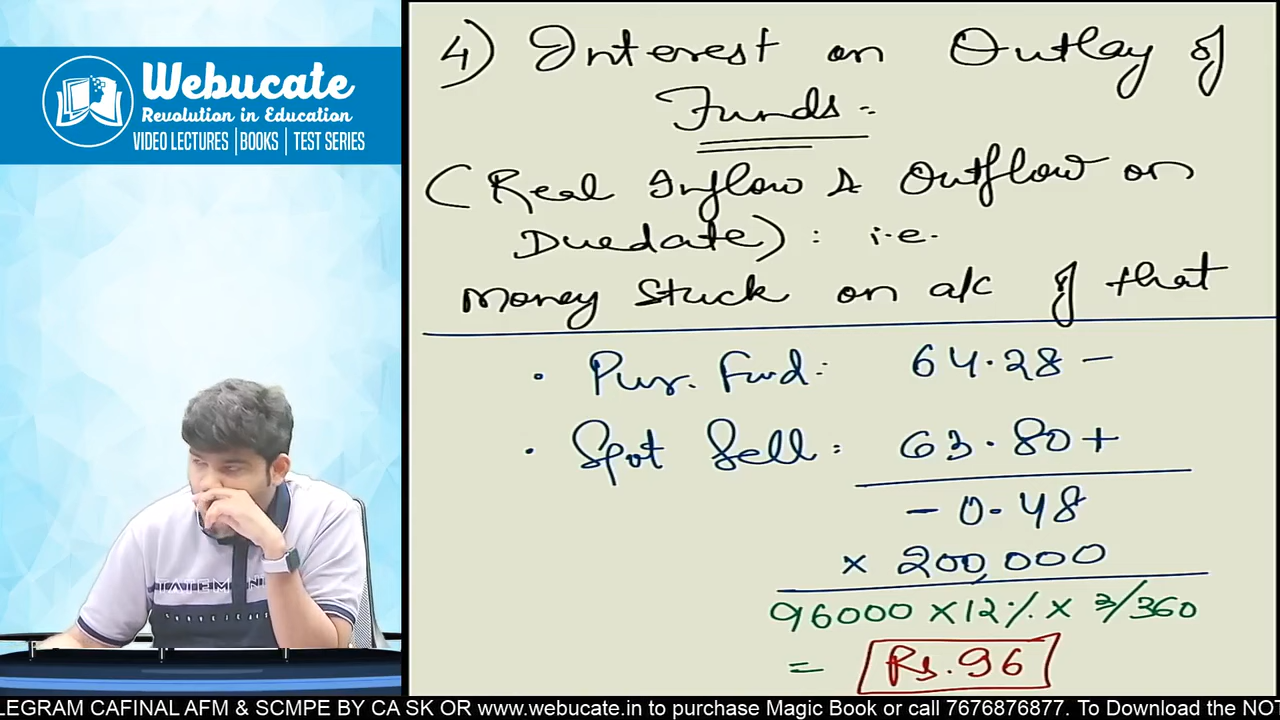 Webucate
Revolution in Education
VIDEO LECTURES | BOOKS | TEST SERIES
4) Interest on Outlay of
Funds:
(Real Inflow & Outflow on
Duedate) : i.e.
Money Stuck on a/c of that
• Pur. Fwd: 64.28 -
• Spot Sell: 63.80 +
- 0.48
x 200,000
96000 x 12% x 3/360
= Rs. 96
LEGRAM CAFINAL AFM & SCMPE BY CA SK OR www.webucate.in to purchase Magic Book or call 7676876877. To Download the NO